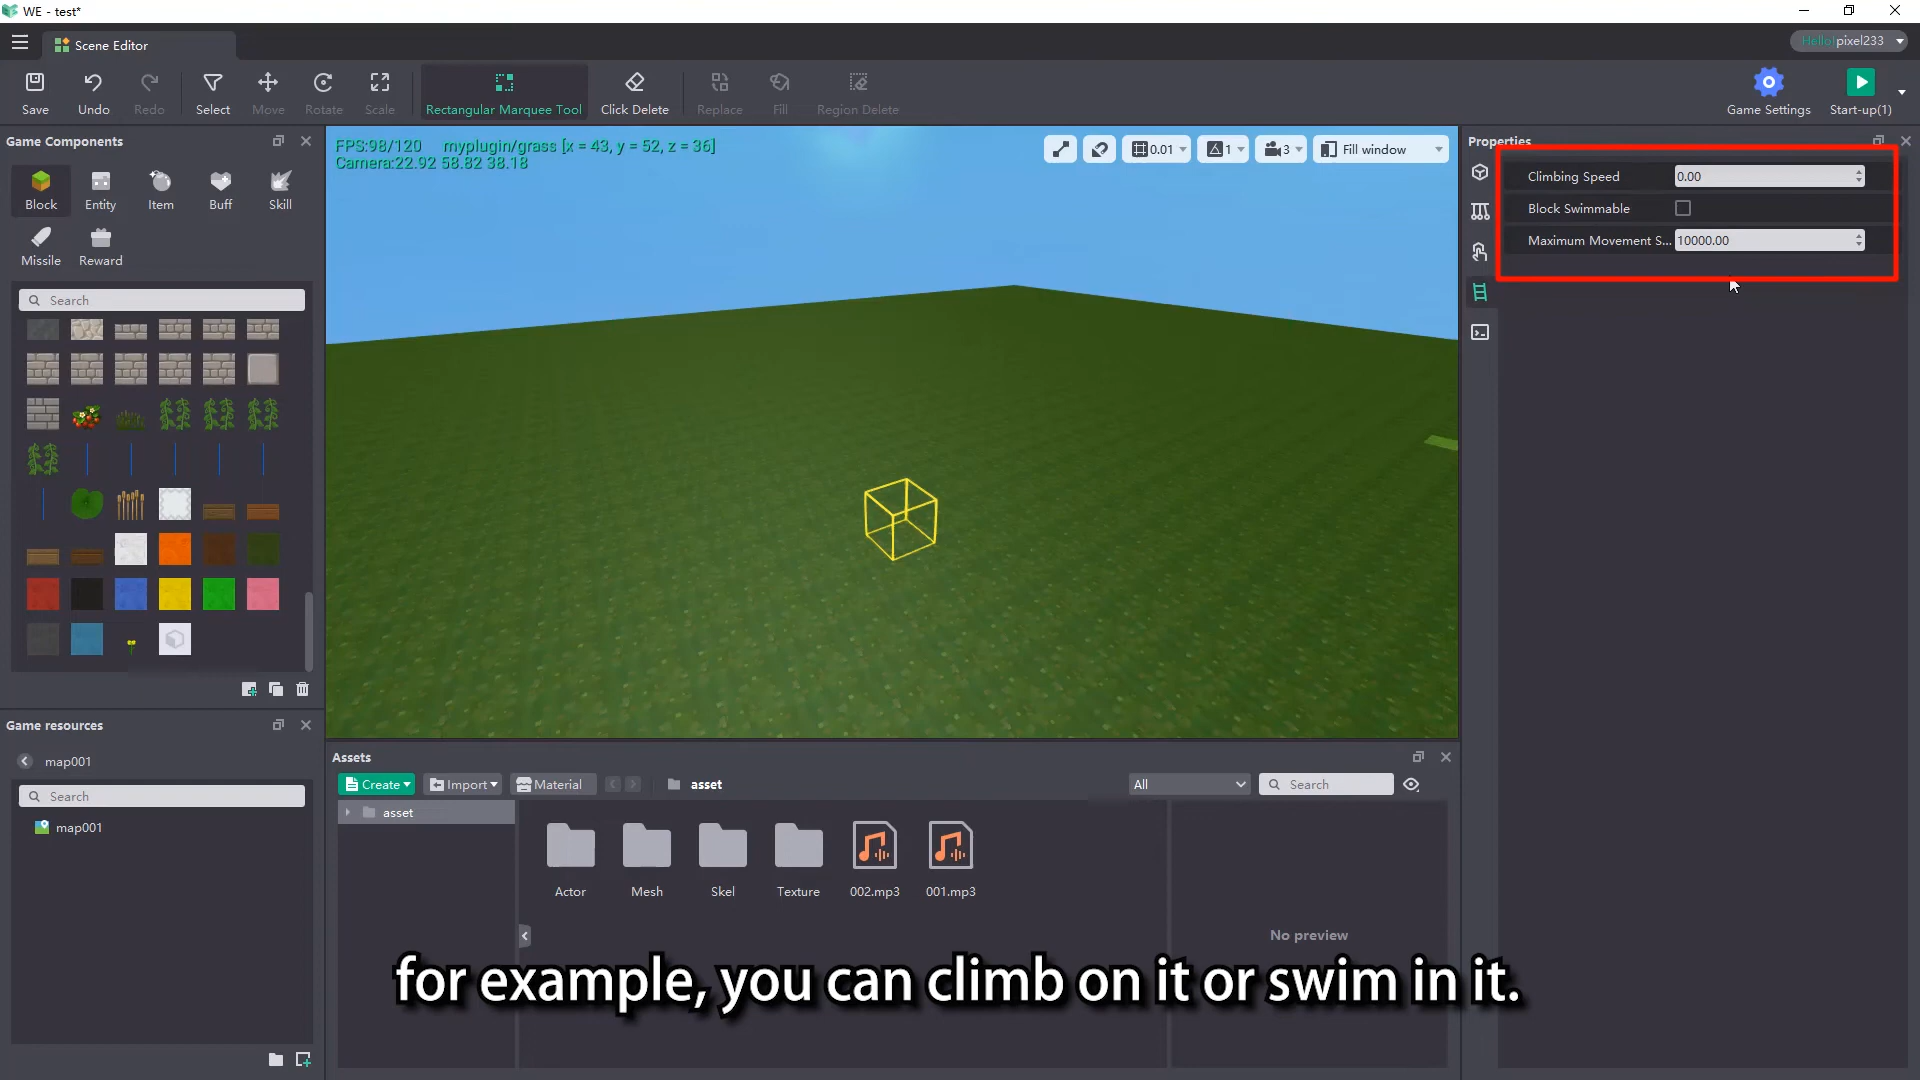 WE - test*
Scene Editor
Hello! pixel233
Save
Undo
Redo
Select
Move
Rotate
Scale
Rectangular Marquee Tool
Click Delete
Replace
Fill
Region Delete
Game Settings
Start-up(1)
Game Components
Block
Entity
Item
Buff
Skill
Missile
Reward
Search
FPS:98/120 myplugin/grass [x = 43, y = 52, z = 36]
Camera:22.92 58.82 38.18
0.01
1
3
Fill window
Properties
Climbing Speed 0.00
Block Swimmable
Maximum Movement S... 10000.00
Game resources
map001
Search
map001
Assets
Create
Import
Material
asset
All
Search
asset
Actor
Mesh
Skel
Texture
002.mp3
001.mp3
No preview
for example, you can climb on it or swim in it.